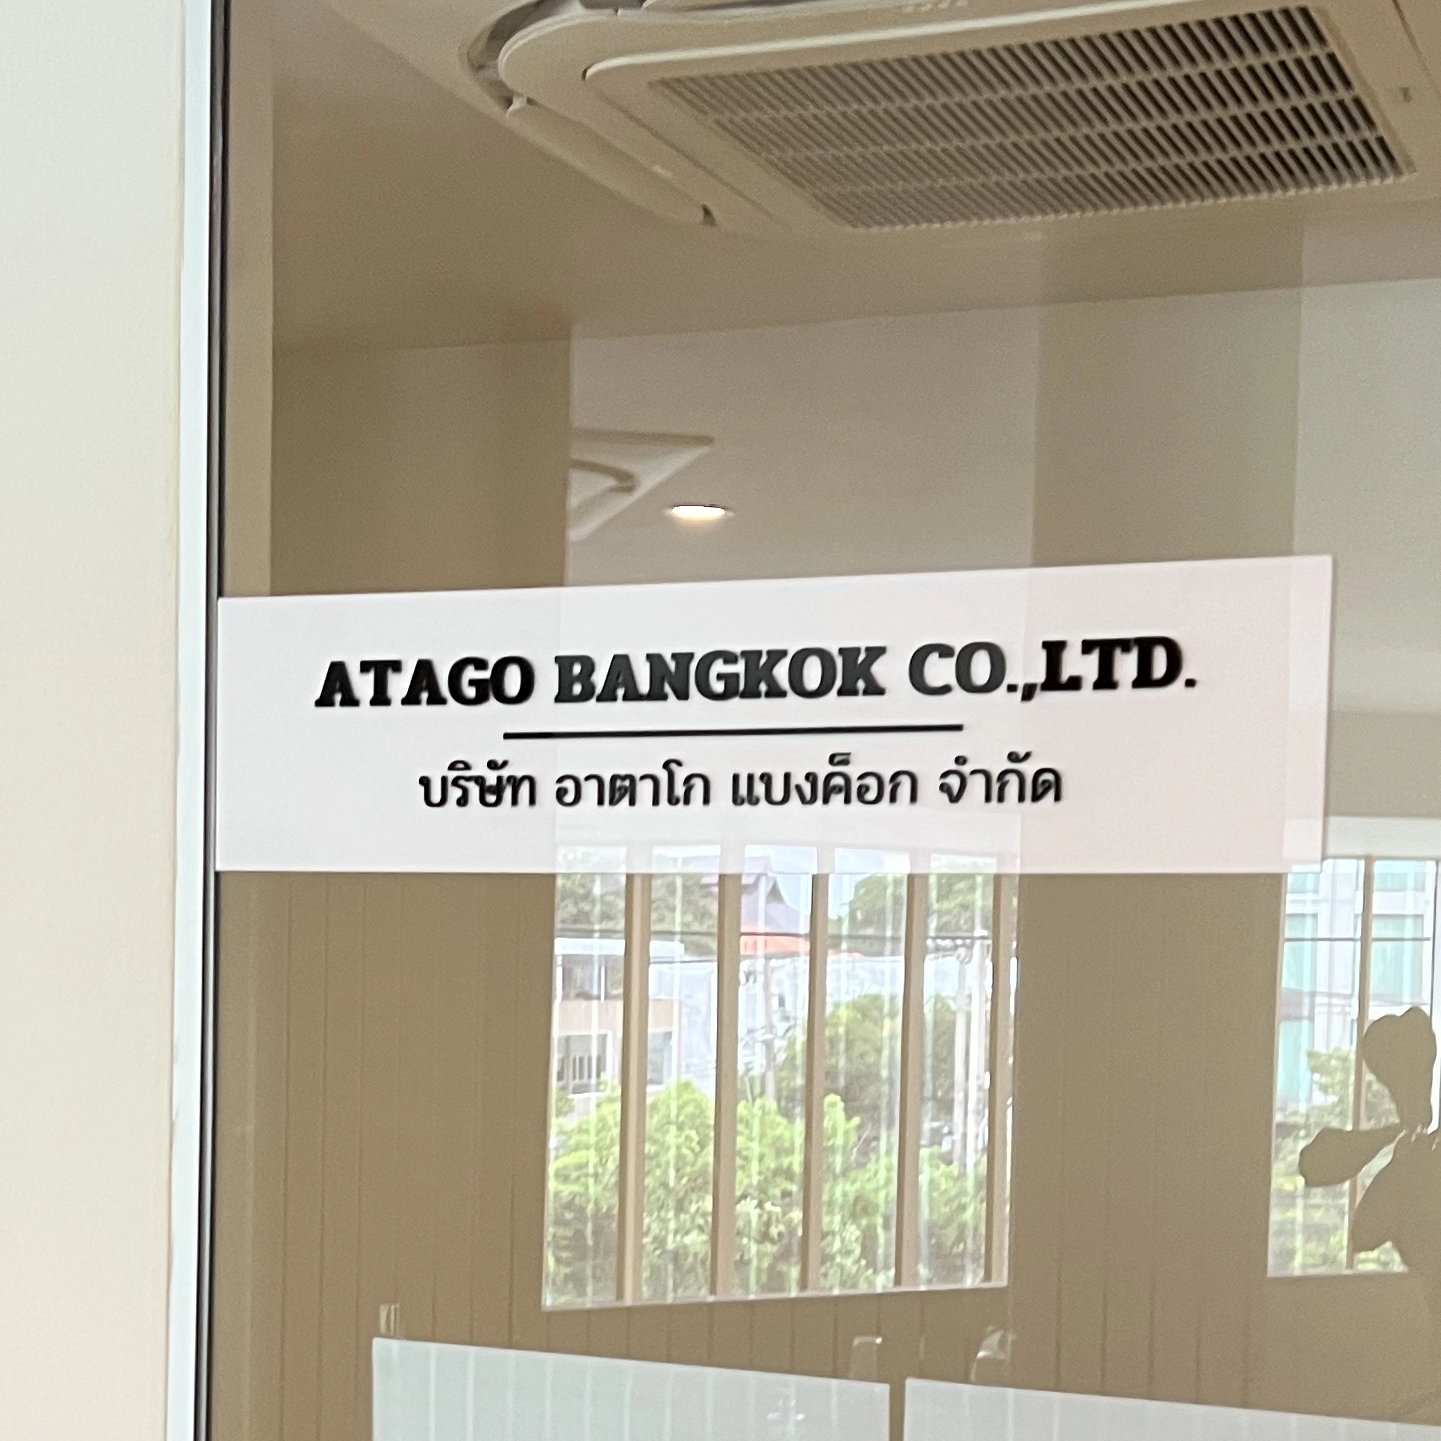 ATAGO BANGKOK CO.,LTD.
บริษัท อาตาโก แบงค็อก จำกัด